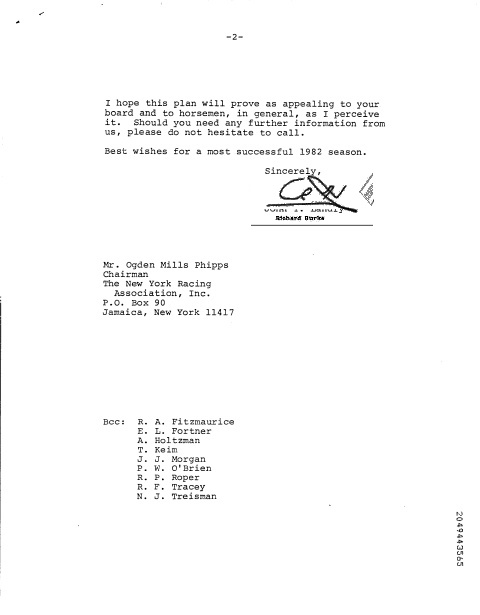 -2-
I hope this plan will prove as appealing to your
board and to horsemen, in general, as I perceive
it. Should you need any further information from
us, please do not hesitate to call.
Best wishes for a most successful 1982 season.
Sincerely,
Richard Burke
Mr. Ogden Mills Phipps
Chairman
The New York Racing
Association, Inc.
P.O. Box 90
Jamaica, New York 11417
Bcc: R. A. Fitzmaurice
E. L. Fortner
A. Holtzman
T. Keim
J. J. Morgan
P. W. O'Brien
R. P. Roper
R. F. Tracey
N. J. Treisman
2049443565